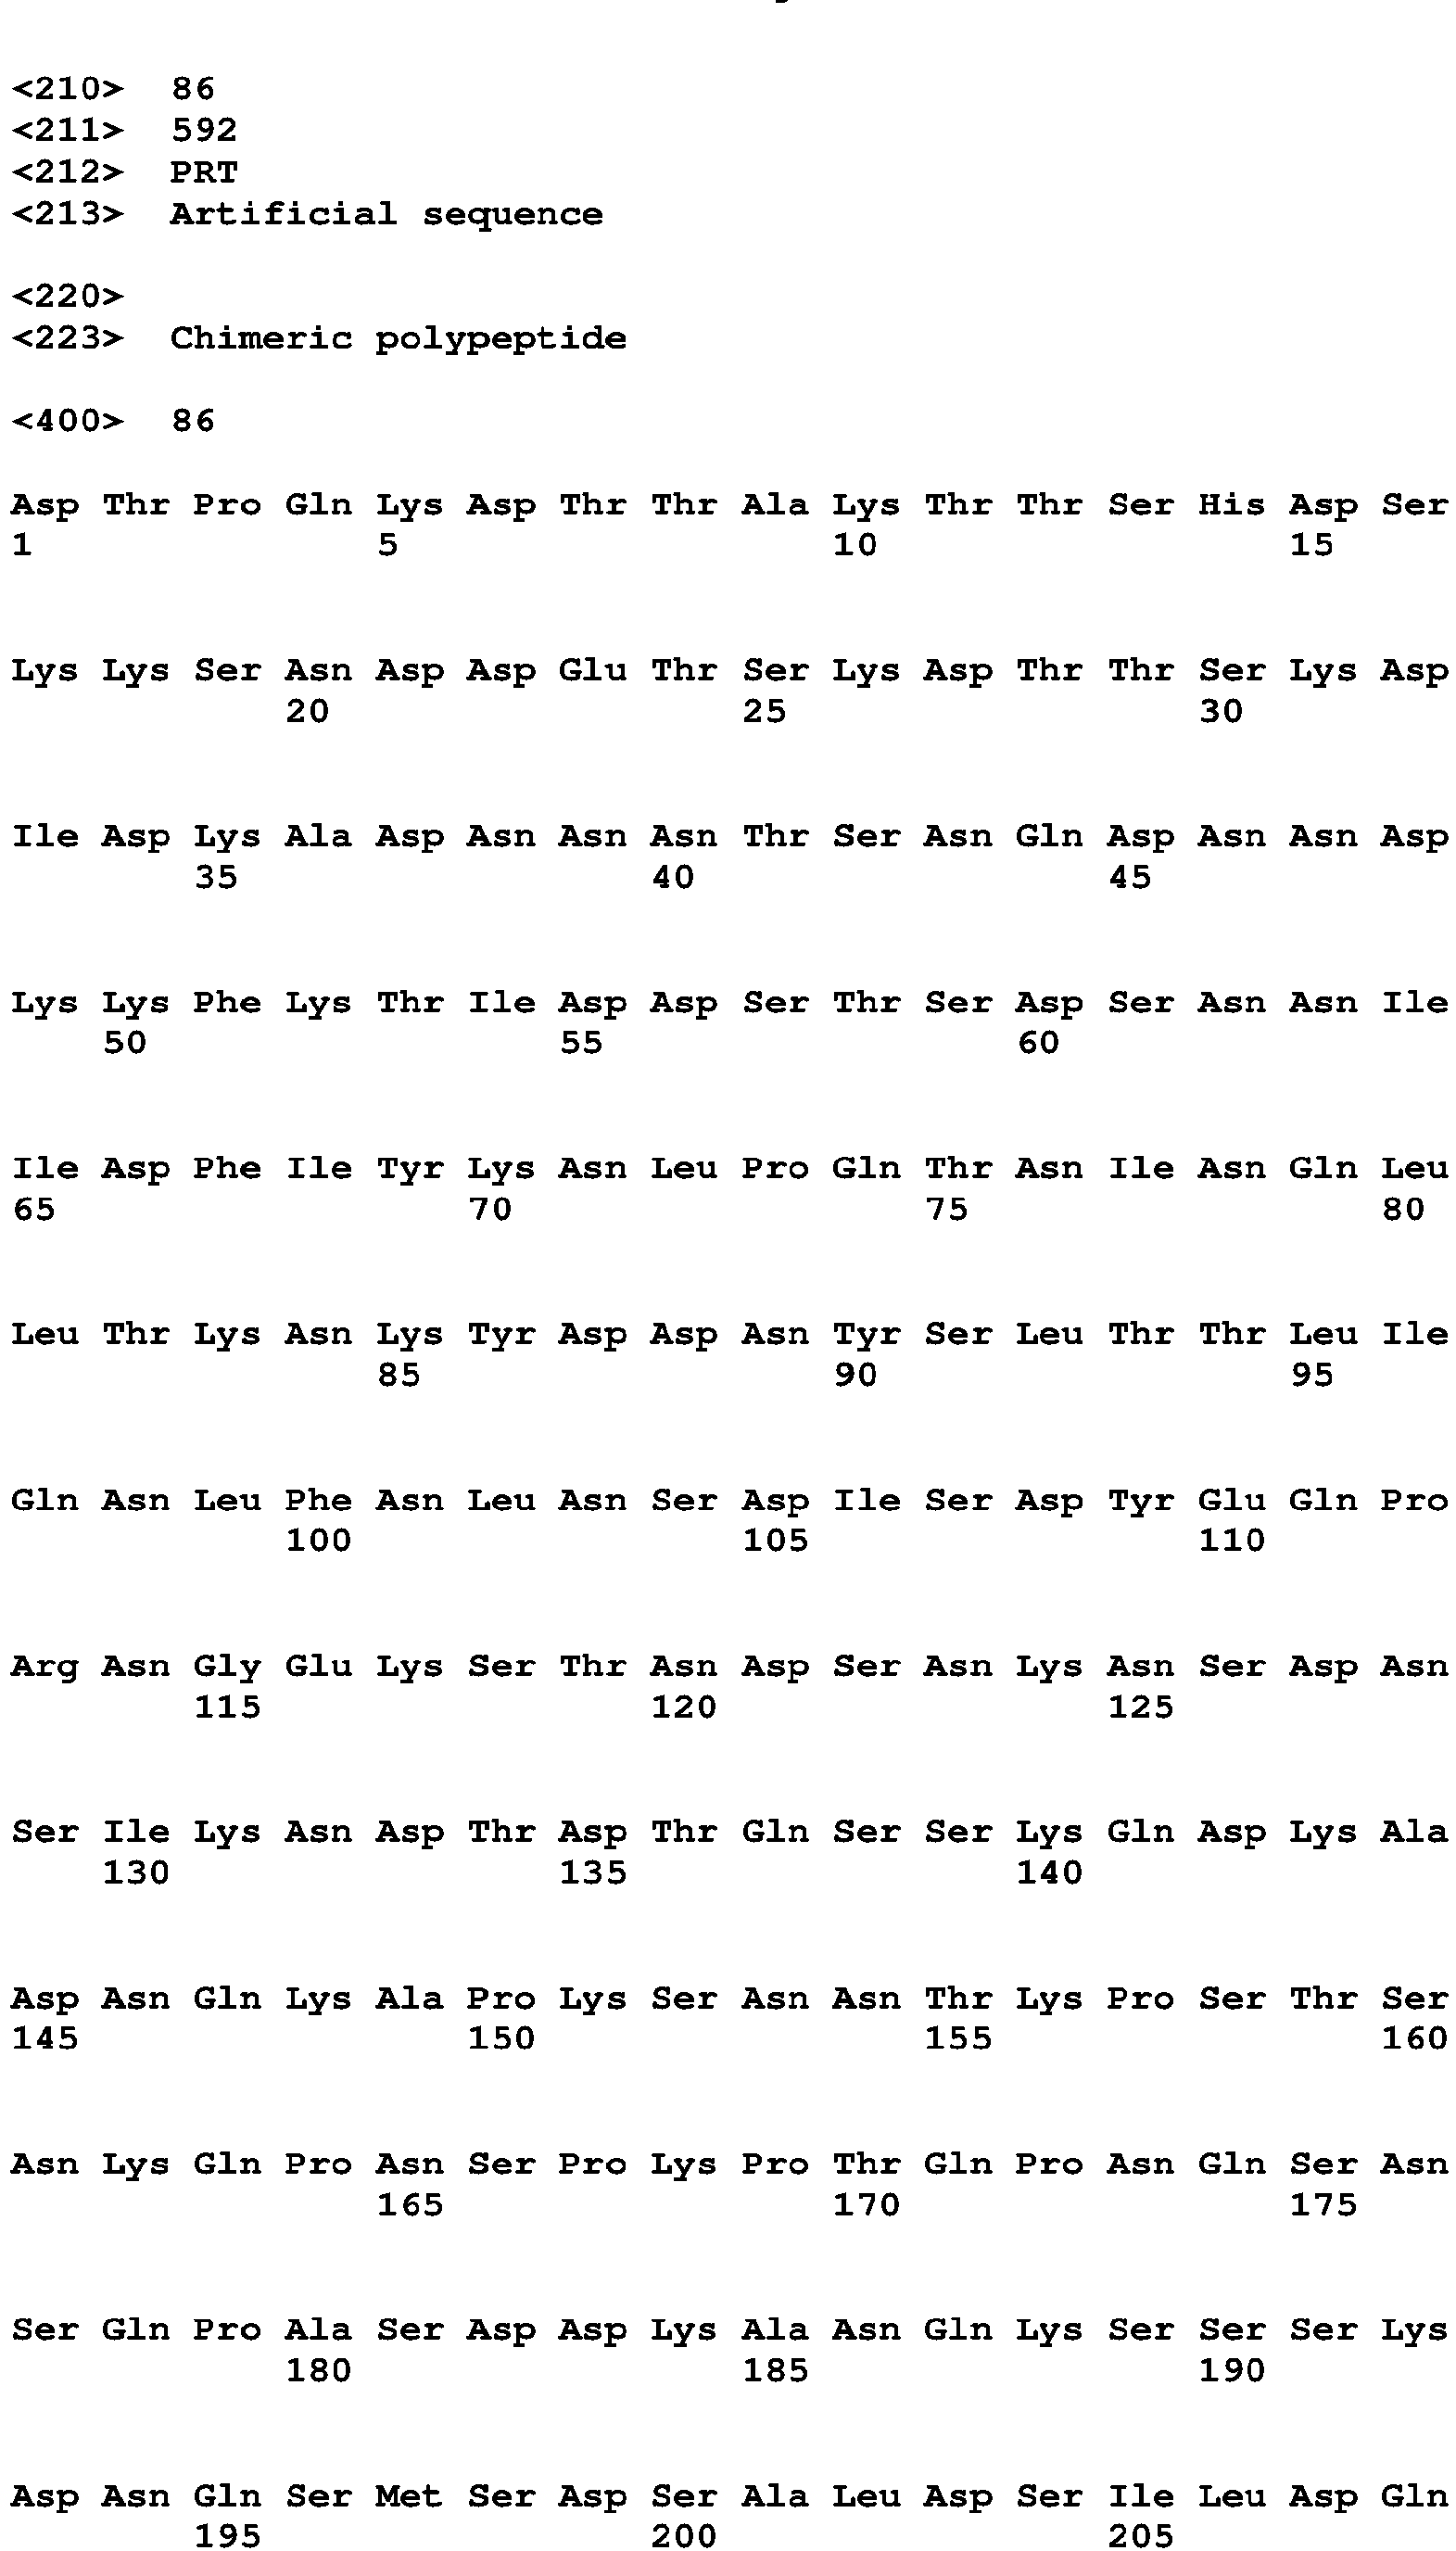 <210> 86
<211> 592
<212> PRT
<213> Artificial sequence
<220>
<223> Chimeric polypeptide
<400> 86
Asp Thr Pro Gln Lys Asp Thr Thr Ala Lys Thr Thr Ser His Asp Ser
1 5 10 15
Lys Lys Ser Asn Asp Asp Glu Thr Ser Lys Asp Thr Thr Ser Lys Asp
20 25 30
Ile Asp Lys Ala Asp Asn Asn Asn Thr Ser Asn Gln Asp Asn Asn Asp
35 40 45
Lys Lys Phe Lys Thr Ile Asp Asp Ser Thr Ser Asp Ser Asn Asn Ile
50 55 60
Ile Asp Phe Ile Tyr Lys Asn Leu Pro Gln Thr Asn Ile Asn Gln Leu
65 70 75 80
Leu Thr Lys Asn Lys Tyr Asp Asp Asn Tyr Ser Leu Thr Thr Leu Ile
85 90 95
Gln Asn Leu Phe Asn Leu Asn Ser Asp Ile Ser Asp Tyr Glu Gln Pro
100 105 110
Arg Asn Gly Glu Lys Ser Thr Asn Asp Ser Asn Lys Asn Ser Asp Asn
115 120 125
Ser Ile Lys Asn Asp Thr Asp Thr Gln Ser Ser Lys Gln Asp Lys Ala
130 135 140
Asp Asn Gln Lys Ala Pro Lys Ser Asn Asn Thr Lys Pro Ser Thr Ser
145 150 155 160
Asn Lys Gln Pro Asn Ser Pro Lys Pro Thr Gln Pro Asn Gln Ser Asn
165 170 175
Ser Gln Pro Ala Ser Asp Asp Lys Ala Asn Gln Lys Ser Ser Ser Lys
180 185 190
Asp Asn Gln Ser Met Ser Asp Ser Ala Leu Asp Ser Ile Leu Asp Gln
195 200 205